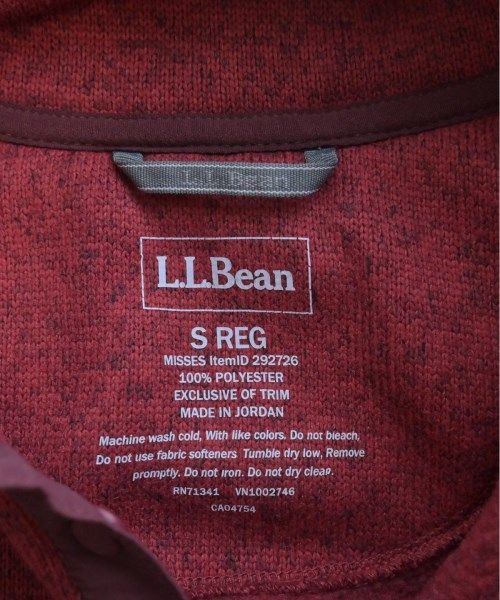 L.L.Bean
L.L.Bean
S REG
MISSES ItemID 292726
100% POLYESTER
EXCLUSIVE OF TRIM
MADE IN JORDAN
Machine wash cold, With like colors. Do not bleach,
Do not use fabric softeners Tumble dry low, Remove
promptly. Do not iron. Do not dry clean.
RN71341 VN1002746
CA04754